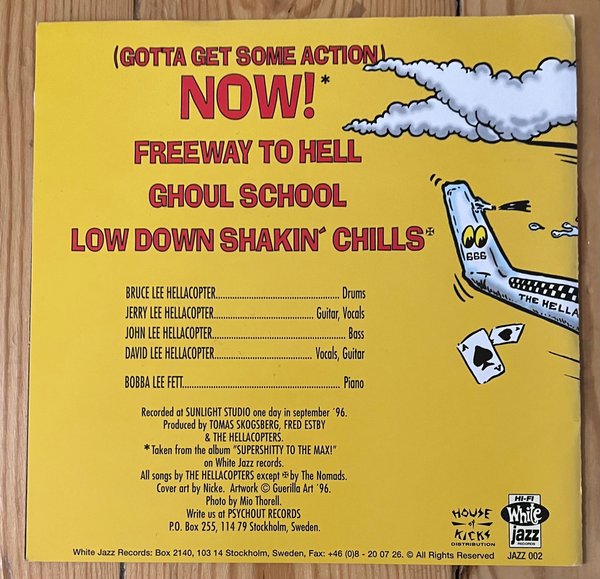 (GOTTA GET SOME ACTION)
NOW!*
FREEWAY TO HELL
GHOUL SCHOOL
LOW DOWN SHAKIN´ CHILLS✠
666
THE HELLA
A
A
BRUCE LEE HELLACOPTER.................................................... Drums
JERRY LEE HELLACOPTER........................................... Guitar, Vocals
JOHN LEE HELLACOPTER........................................................ Bass
DAVID LEE HELLACOPTER.......................................... Vocals, Guitar
BOBBA LEE FETT.................................................................. Piano
Recorded at SUNLIGHT STUDIO one day in september ´96.
Produced by TOMAS SKOGSBERG, FRED ESTBY
& THE HELLACOPTERS.
*Taken from the album "SUPERSHITTY TO THE MAX!"
on White Jazz records.
All songs by THE HELLACOPTERS except ✠ by The Nomads.
Cover art by Nicke. Artwork © Guerilla Art ´96.
Photo by Mio Thorell.
Write us at PSYCHOUT RECORDS
P.O. Box 255, 114 79 Stockholm, Sweden.
HOUSE
of
KICKS
DISTRIBUTION
HI-FI
White
jazz
RECORDS
JAZZ 002
White Jazz Records: Box 2140, 103 14 Stockholm, Sweden, Fax: +46 (0)8 - 20 07 26. © All Rights Reserved